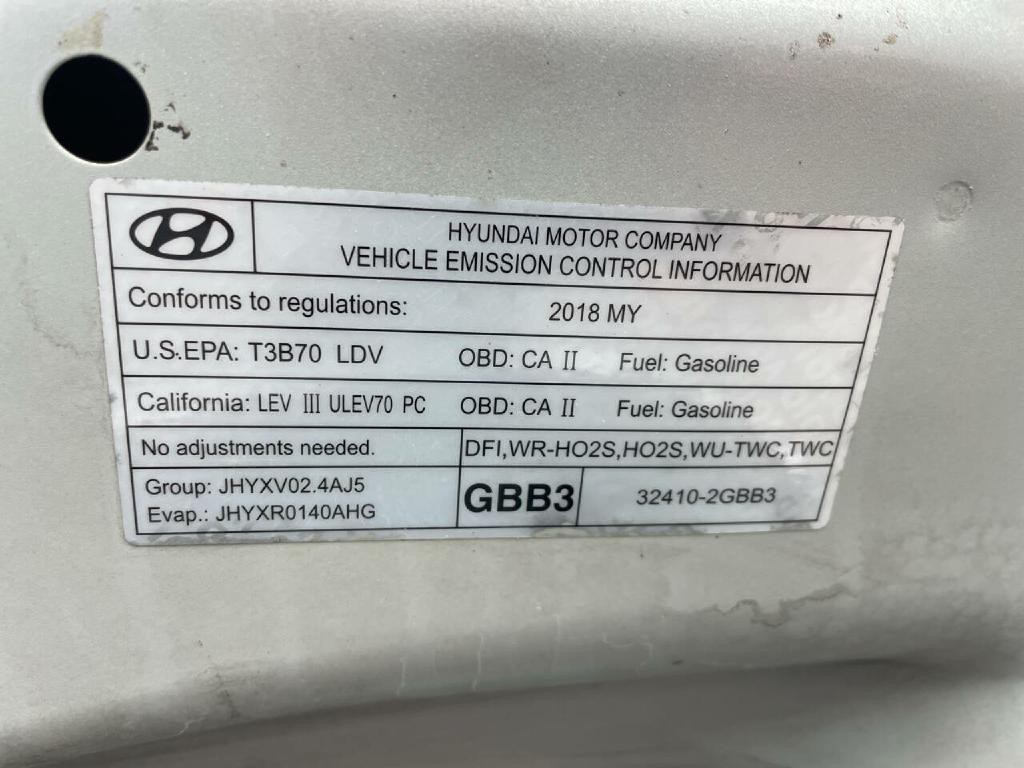 HYUNDAI MOTOR COMPANY
VEHICLE EMISSION CONTROL INFORMATION
Conforms to regulations: 2018 MY
U.S.EPA: T3B70 LDV OBD: CA II Fuel: Gasoline
California: LEV III ULEV70 PC OBD: CA II Fuel: Gasoline
No adjustments needed. DFI,WR-HO2S,HO2S,WU-TWC,TWC
Group: JHYXV02.4AJ5
Evap.: JHYXR0140AHG
GBB3 32410-2GBB3